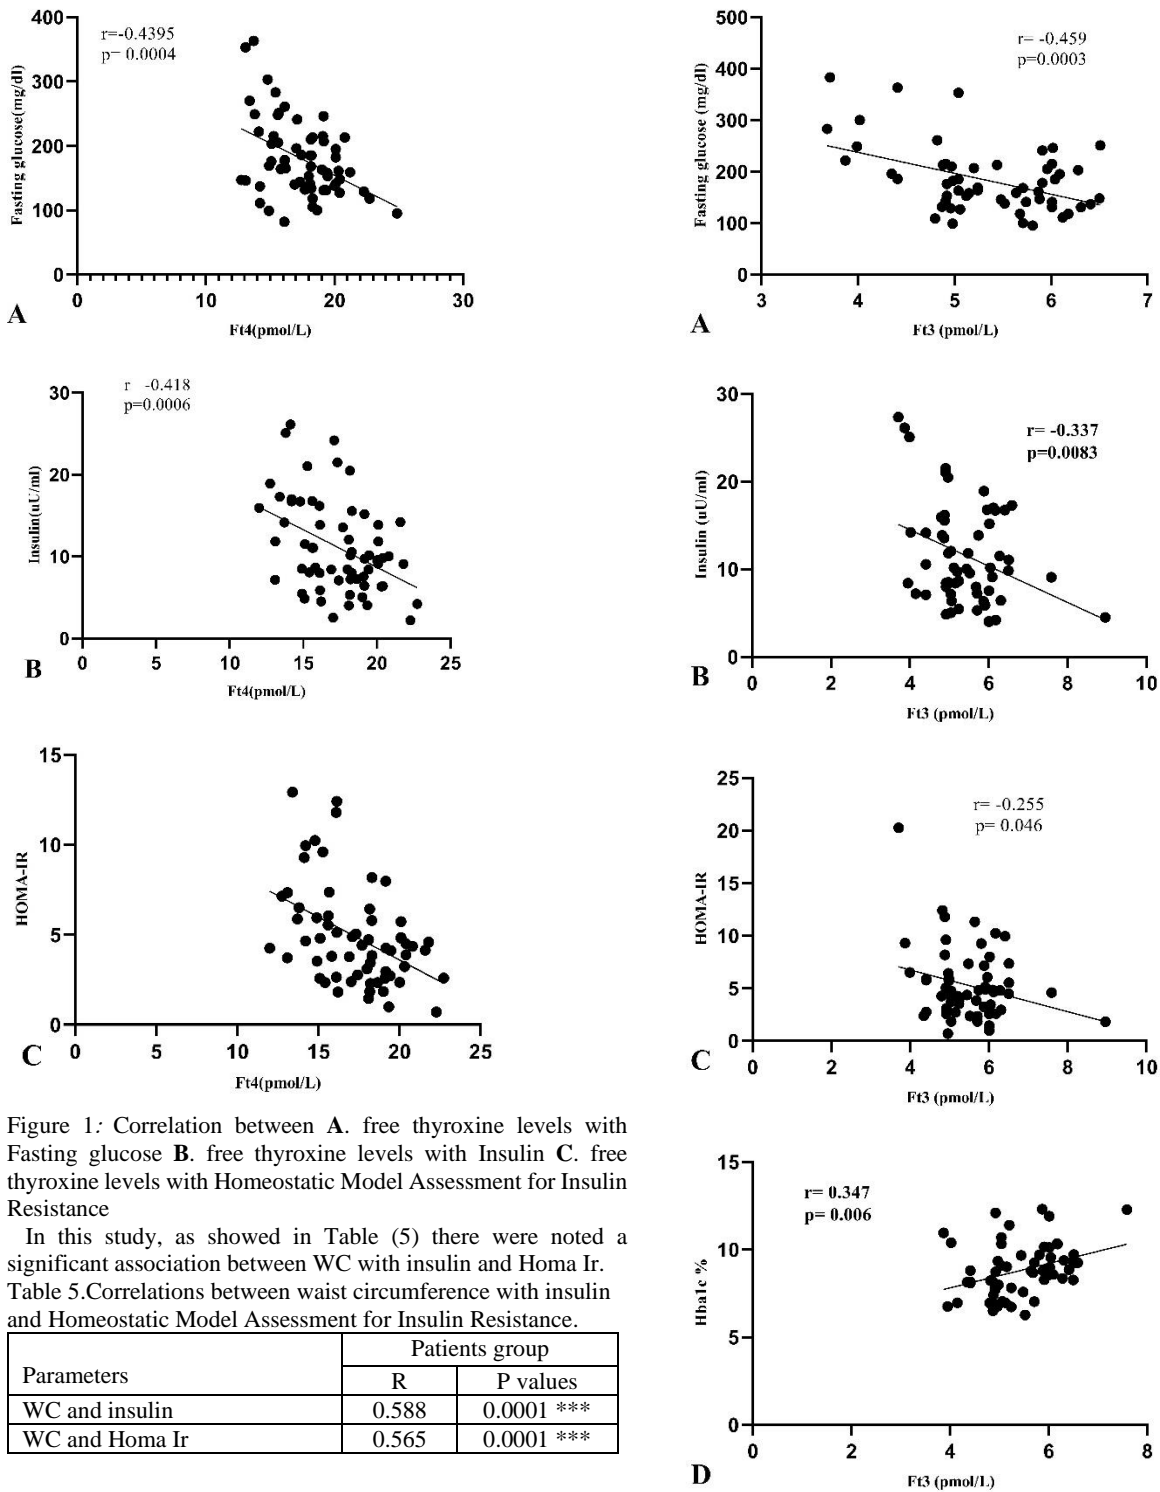 400
300
200
100
0
Fasting glucose(mg/dl)
r=-0.4395
p= 0.0004
0 10 20 30
Ft4(pmol/L)
A
30
20
10
0
Insulin(uU/ml)
r -0.418
p=0.0006
0 5 10 15 20 25
Ft4(pmol/L)
B
15
10
5
0
HOMA-IR
0 5 10 15 20 25
Ft4(pmol/L)
C
Figure 1: Correlation between A. free thyroxine levels with
Fasting glucose B. free thyroxine levels with Insulin C. free
thyroxine levels with Homeostatic Model Assessment for Insulin
Resistance
In this study, as showed in Table (5) there were noted a
significant association between WC with insulin and Homa Ir.
Table 5.Correlations between waist circumference with insulin
and Homeostatic Model Assessment for Insulin Resistance.
Parameters Patients group
R P values
WC and insulin 0.588 0.0001 ***
WC and Homa Ir 0.565 0.0001 ***
500
400
300
200
100
0
Fasting glucose (mg/dl)
r= -0.459
p=0.0003
3 4 5 6 7
Ft3 (pmol/L)
A
30
20
10
0
Insulin (uU/ml)
r= -0.337
p=0.0083
0 2 4 6 8 10
Ft3 (pmol/L)
B
25
20
15
10
5
0
HOMA-IR
r= -0.255
p= 0.046
0 2 4 6 8 10
Ft3 (pmol/L)
C
15
10
5
0
Hba1c %
r= 0.347
p= 0.006
0 2 4 6 8
Ft3 (pmol/L)
D